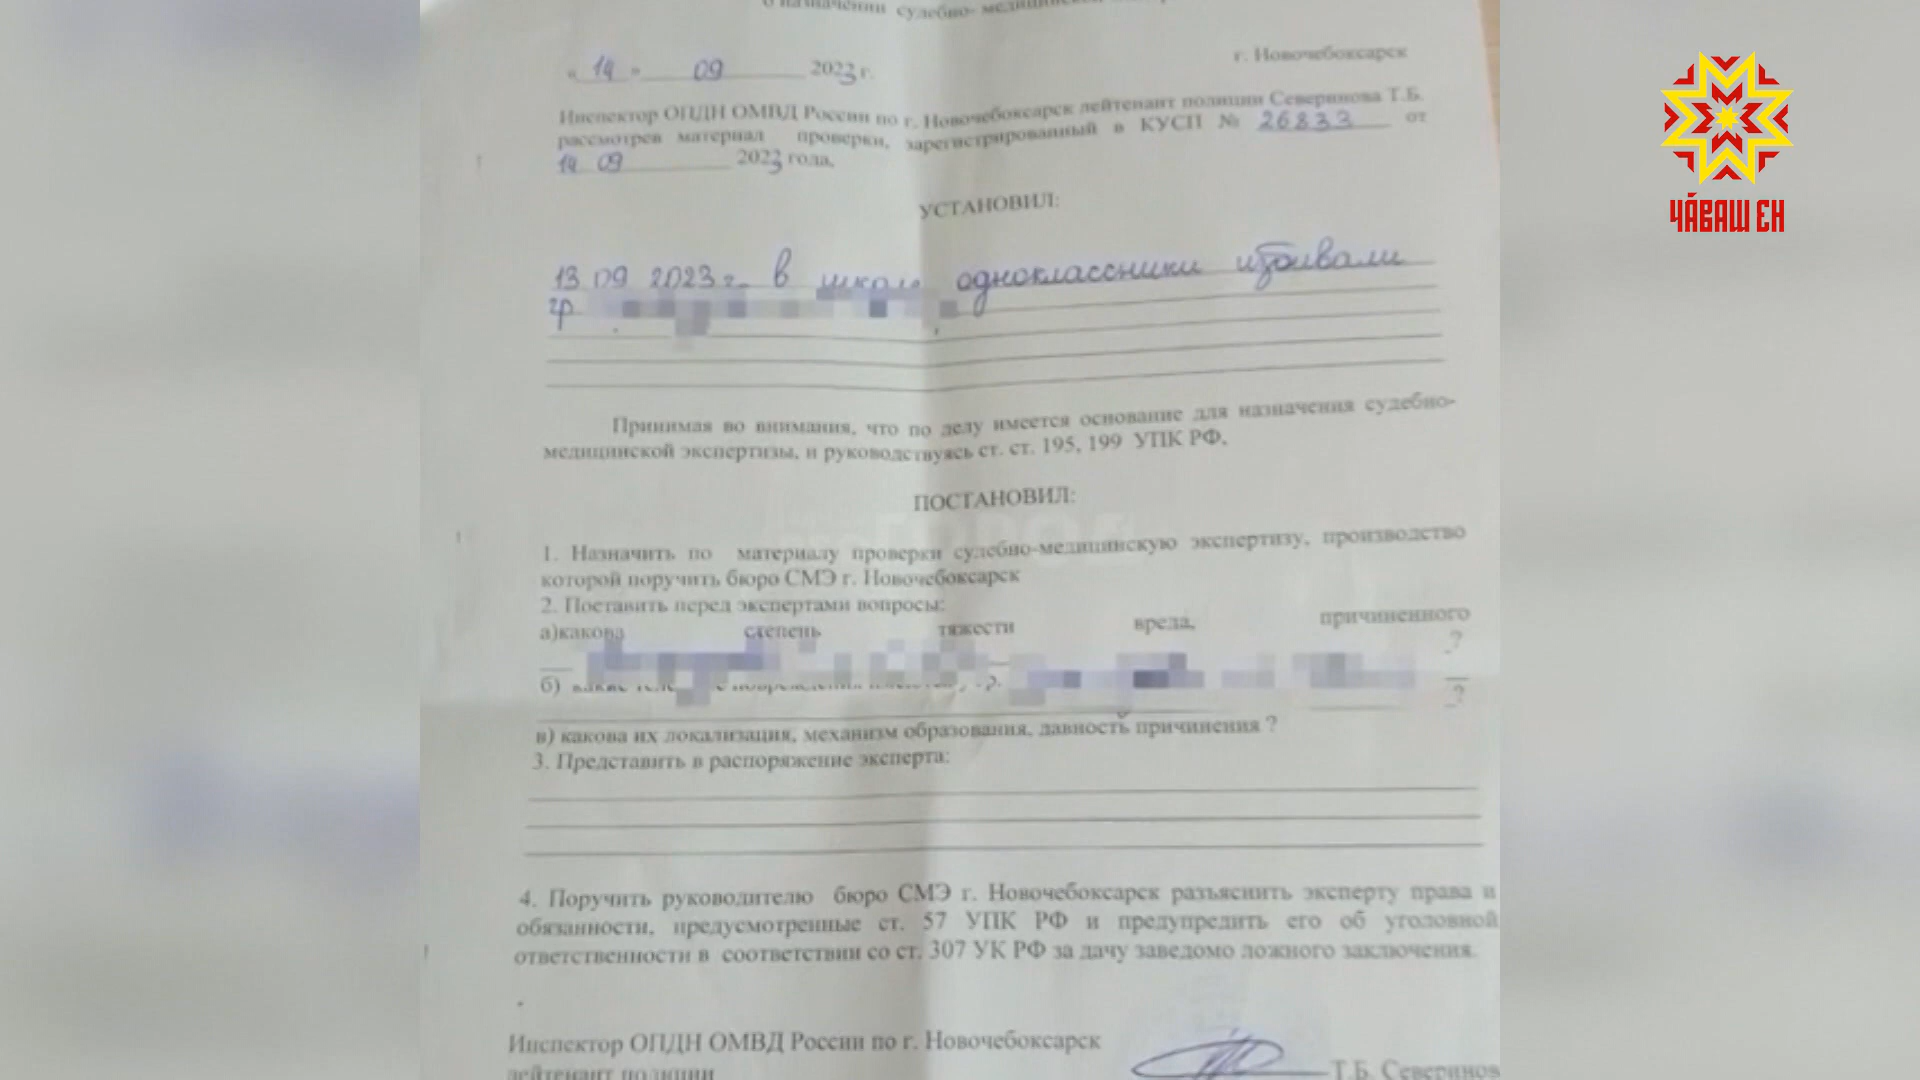 о назначении судебно- медицинской
« 14 » 09 2023 г.
г. Новочебоксарск
Инспектор ОПДН ОМВД России по г. Новочебоксарск лейтенант полиции Северинова Т.Б.
рассмотрев материал проверки, зарегистрированный в КУСП № 26833 от
14 09 2023 года,
УСТАНОВИЛ:
13 09 2023 г. в школе одноклассники избивали
гр.
Принимая во внимания, что по делу имеется основание для назначения судебно-
медицинской экспертизы, и руководствуясь ст. ст. 195, 199 УПК РФ,
ПОСТАНОВИЛ:
1. Назначить по материалу проверки судебно-медицинскую экспертизу, производство
которой поручить бюро СМЭ г. Новочебоксарск
2. Поставить перед экспертами вопросы:
а)какова степень тяжести вреда, причиненного
?
б) какие повреждения гр. ?
в) какова их локализация, механизм образования, давность причинения ?
3. Представить в распоряжение эксперта:
4. Поручить руководителю бюро СМЭ г. Новочебоксарск разъяснить эксперту права и
обязанности, предусмотренные ст. 57 УПК РФ и предупредить его об уголовной
ответственности в соответствии со ст. 307 УК РФ за дачу заведомо ложного заключения.
Инспектор ОПДН ОМВД России по г. Новочебоксарск
лейтенант полиции Т.Б. Северинов
ЧӐВАШ ЕН